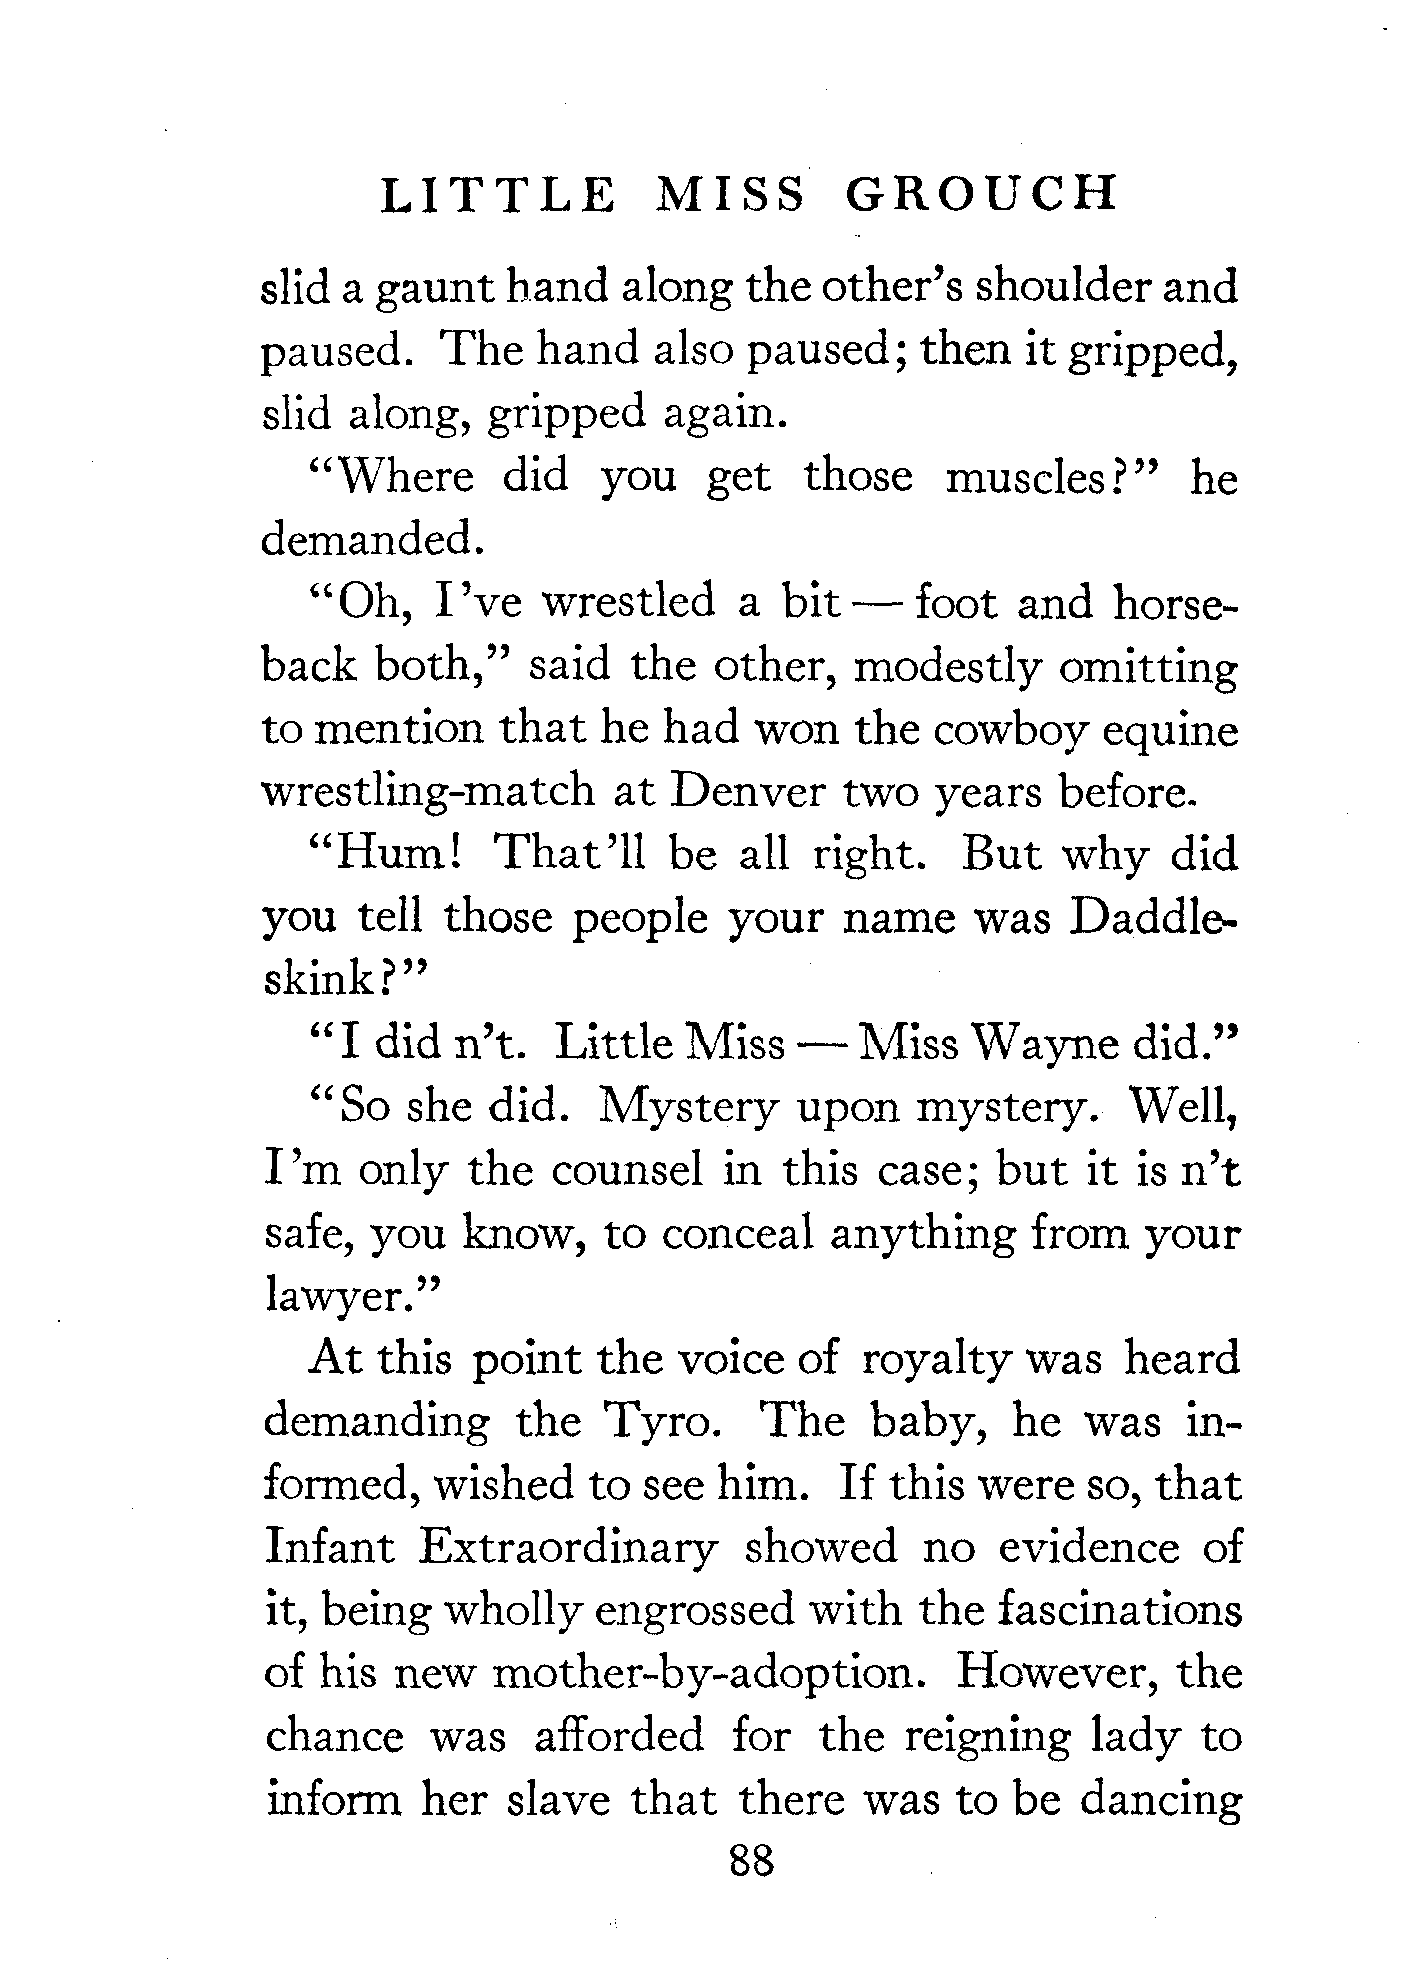 LITTLE MISS GROUCH
slid a gaunt hand along the other's shoulder and
paused. The hand also paused; then it gripped,
slid along, gripped again.
"Where did you get those muscles?" he
demanded.
"Oh, I 've wrestled a bit — foot and horse-
back both," said the other, modestly omitting
to mention that he had won the cowboy equine
wrestling-match at Denver two years before.
"Hum! That 'll be all right. But why did
you tell those people your name was Daddle-
skink?"
"I did n't. Little Miss — Miss Wayne did."
"So she did. Mystery upon mystery. Well,
I 'm only the counsel in this case; but it is n't
safe, you know, to conceal anything from your
lawyer."
At this point the voice of royalty was heard
demanding the Tyro. The baby, he was in-
formed, wished to see him. If this were so, that
Infant Extraordinary showed no evidence of
it, being wholly engrossed with the fascinations
of his new mother-by-adoption. However, the
chance was afforded for the reigning lady to
inform her slave that there was to be dancing
88